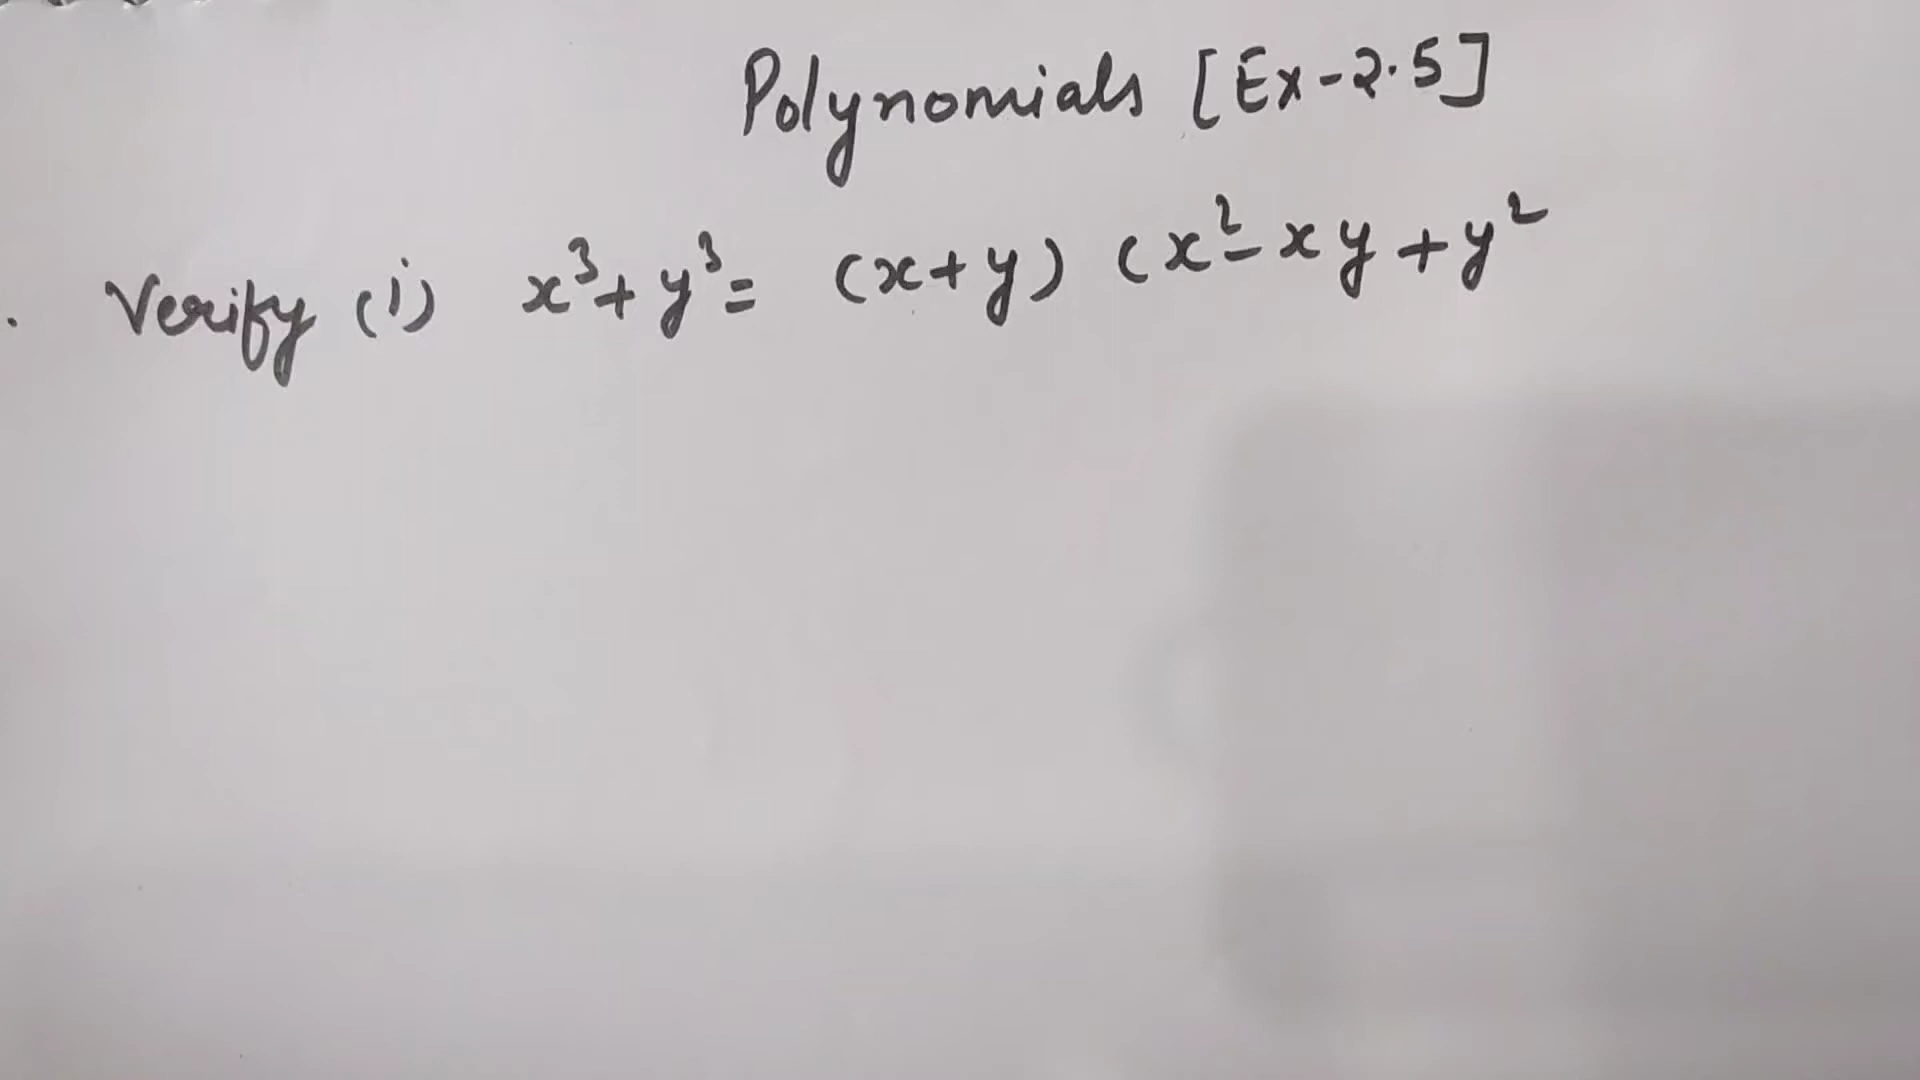 Polynomials [Ex-2.5]
. Verify (i) x³+y³= (x+y) (x²-xy+y²